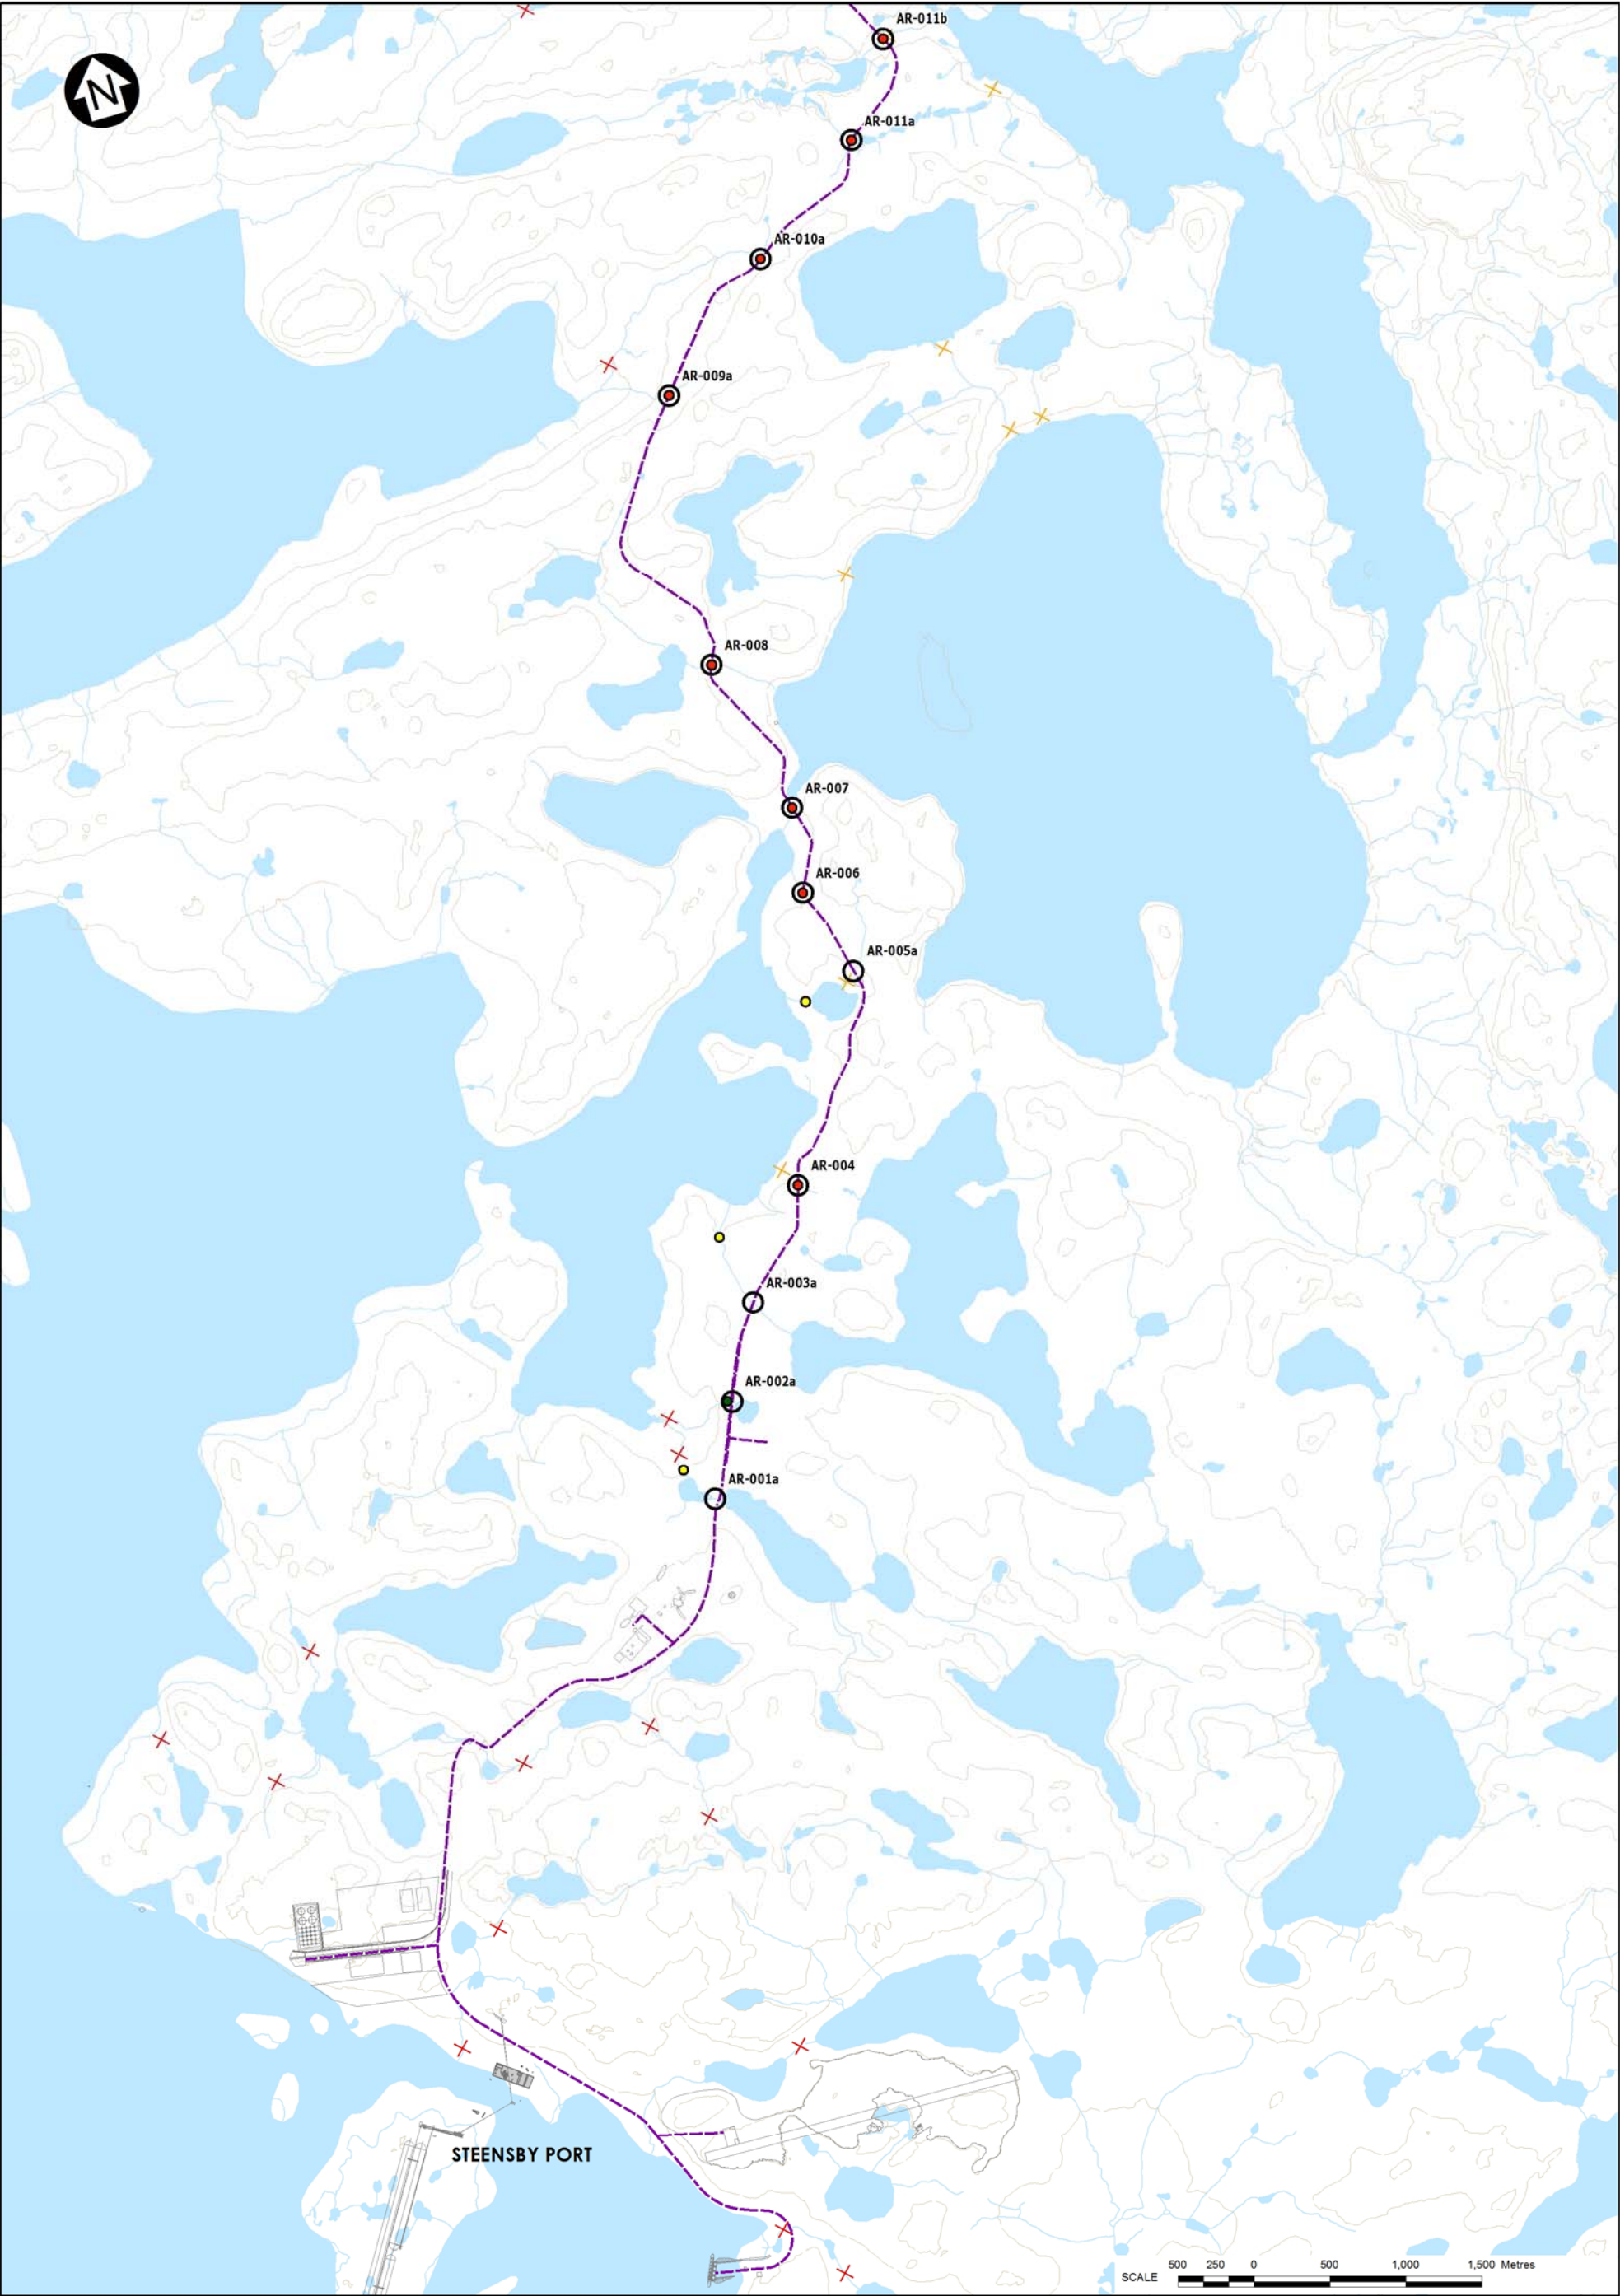 AR-011b
N
AR-011a
AR-010a
AR-009a
AR-008
AR-007
AR-006
AR-005a
AR-004
AR-003a
AR-002a
AR-001a
STEENSBY PORT
500 250 0 500 1,000 1,500 Metres
SCALE